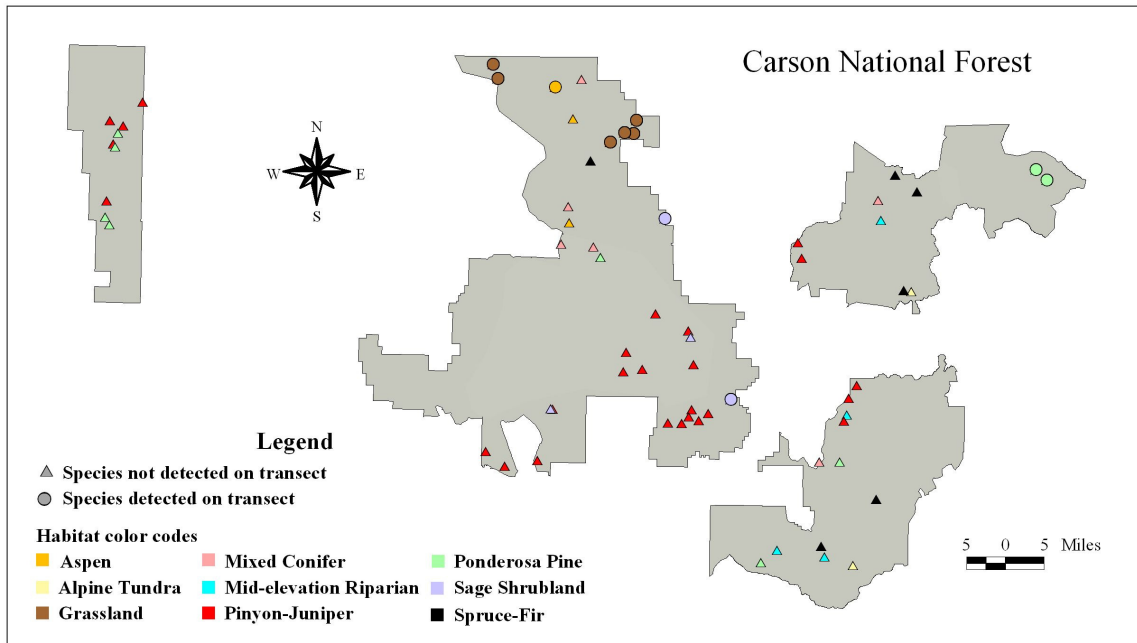 Carson National Forest
N
W E
S
Legend
Species not detected on transect
Species detected on transect
Habitat color codes
Aspen Mixed Conifer Ponderosa Pine
Alpine Tundra Mid-elevation Riparian Sage Shrubland
Grassland Pinyon-Juniper Spruce-Fir
5 0 5 Miles